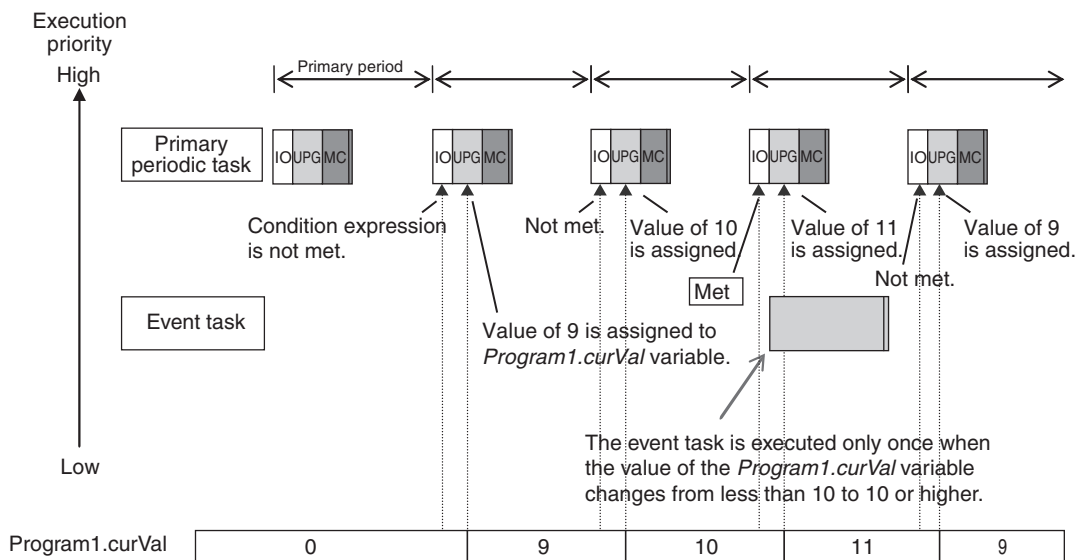 Execution
priority
High
Primary period
Primary
periodic task
IO UPG MC
IO UPG MC
IO UPG MC
IO UPG MC
IO UPG MC
Condition expression
is not met.
Not met.
Value of 10
is assigned.
Value of 11
is assigned.
Not met.
Value of 9
is assigned.
Met
Event task
Value of 9 is assigned to
Program1.curVal variable.
The event task is executed only once when
the value of the Program1.curVal variable
changes from less than 10 to 10 or higher.
Low
Program1.curVal
0
9
10
11
9